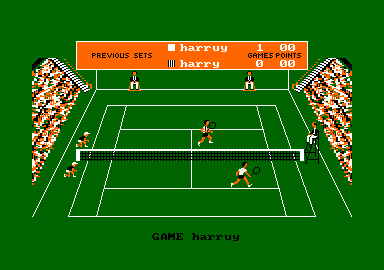 harruy 1 00
PREVIOUS SETS GAMES POINTS
harry 0 00
GAME harruy